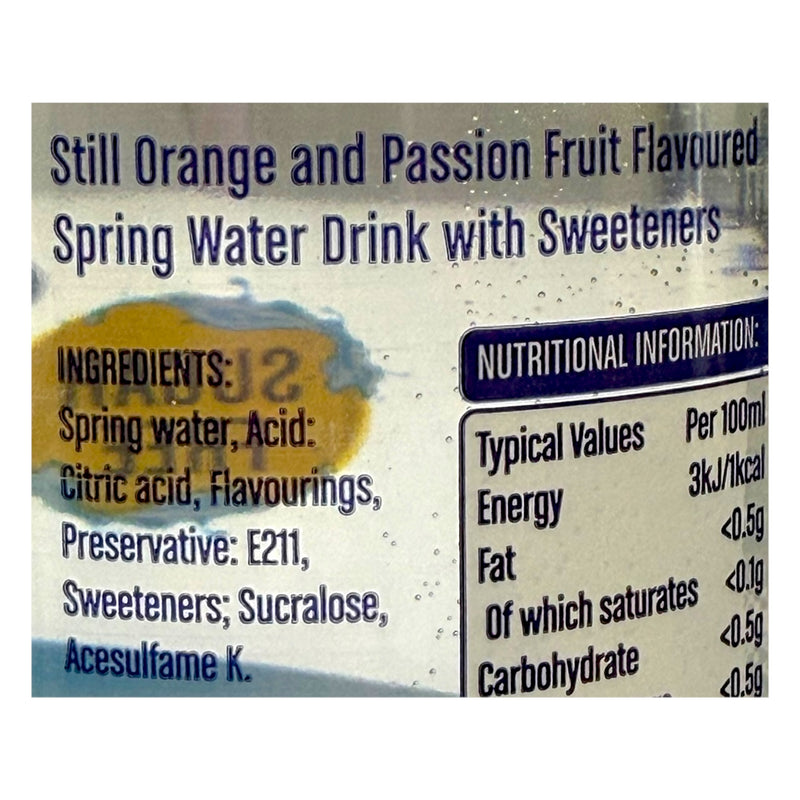 Still Orange and Passion Fruit Flavoured
Spring Water Drink with Sweeteners
SUGAR
FREE
INGREDIENTS:
Spring water, Acid:
Citric acid, Flavourings,
Preservative: E211,
Sweeteners; Sucralose,
Acesulfame K.
NUTRITIONAL INFORMATION:
Typical Values Per 100ml
Energy 3kJ/1kcal
Fat <0.5g
Of which saturates <0.1g
Carbohydrate <0.5g
<0.5g